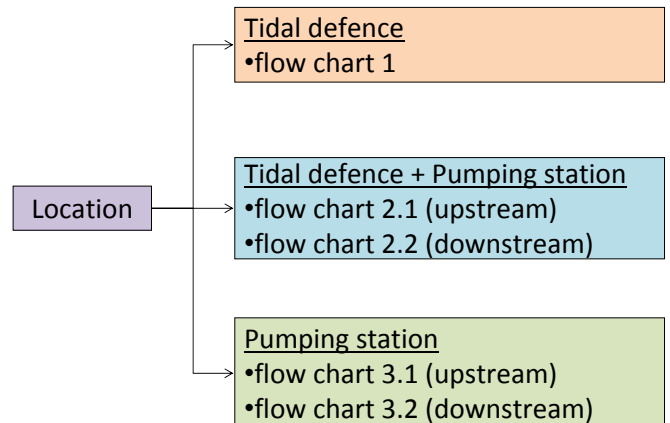 Tidal defence
•flow chart 1
Location
Tidal defence + Pumping station
•flow chart 2.1 (upstream)
•flow chart 2.2 (downstream)
Pumping station
•flow chart 3.1 (upstream)
•flow chart 3.2 (downstream)